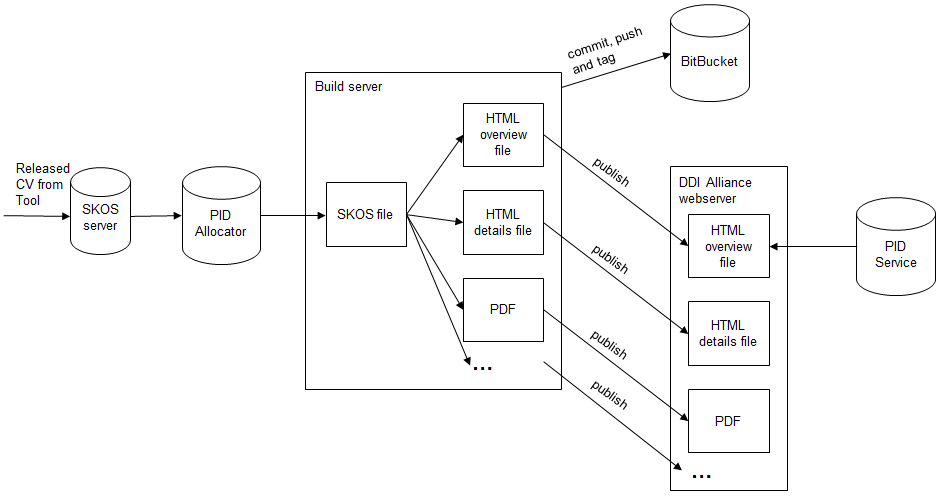 Released
CV from
Tool
SKOS
server
PID
Allocator
Build server
SKOS file
HTML
overview
file
HTML
details file
PDF
...
commit, push
and tag
BitBucket
publish
publish
publish
publish
DDI Alliance
webserver
HTML
overview
file
HTML
details file
PDF
...
PID
Service